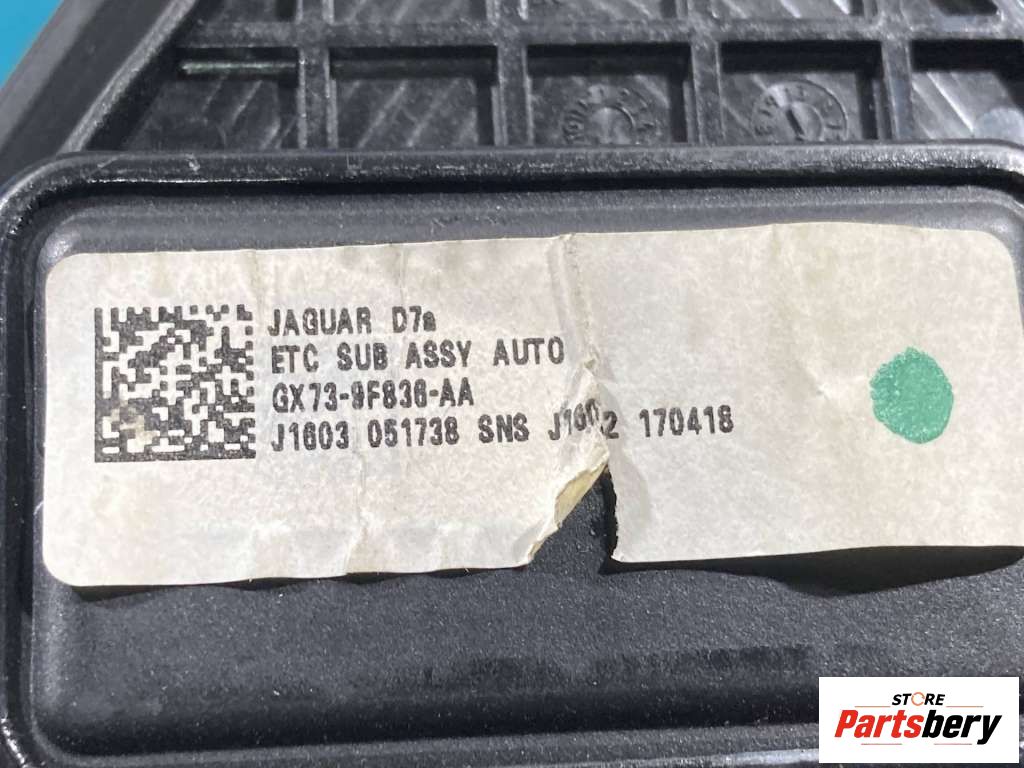 JAGUAR D7a
ETC SUB ASSY AUTO
GX73-9F836-AA
J1603 051738 SNS 170418
STORE
Partsbery